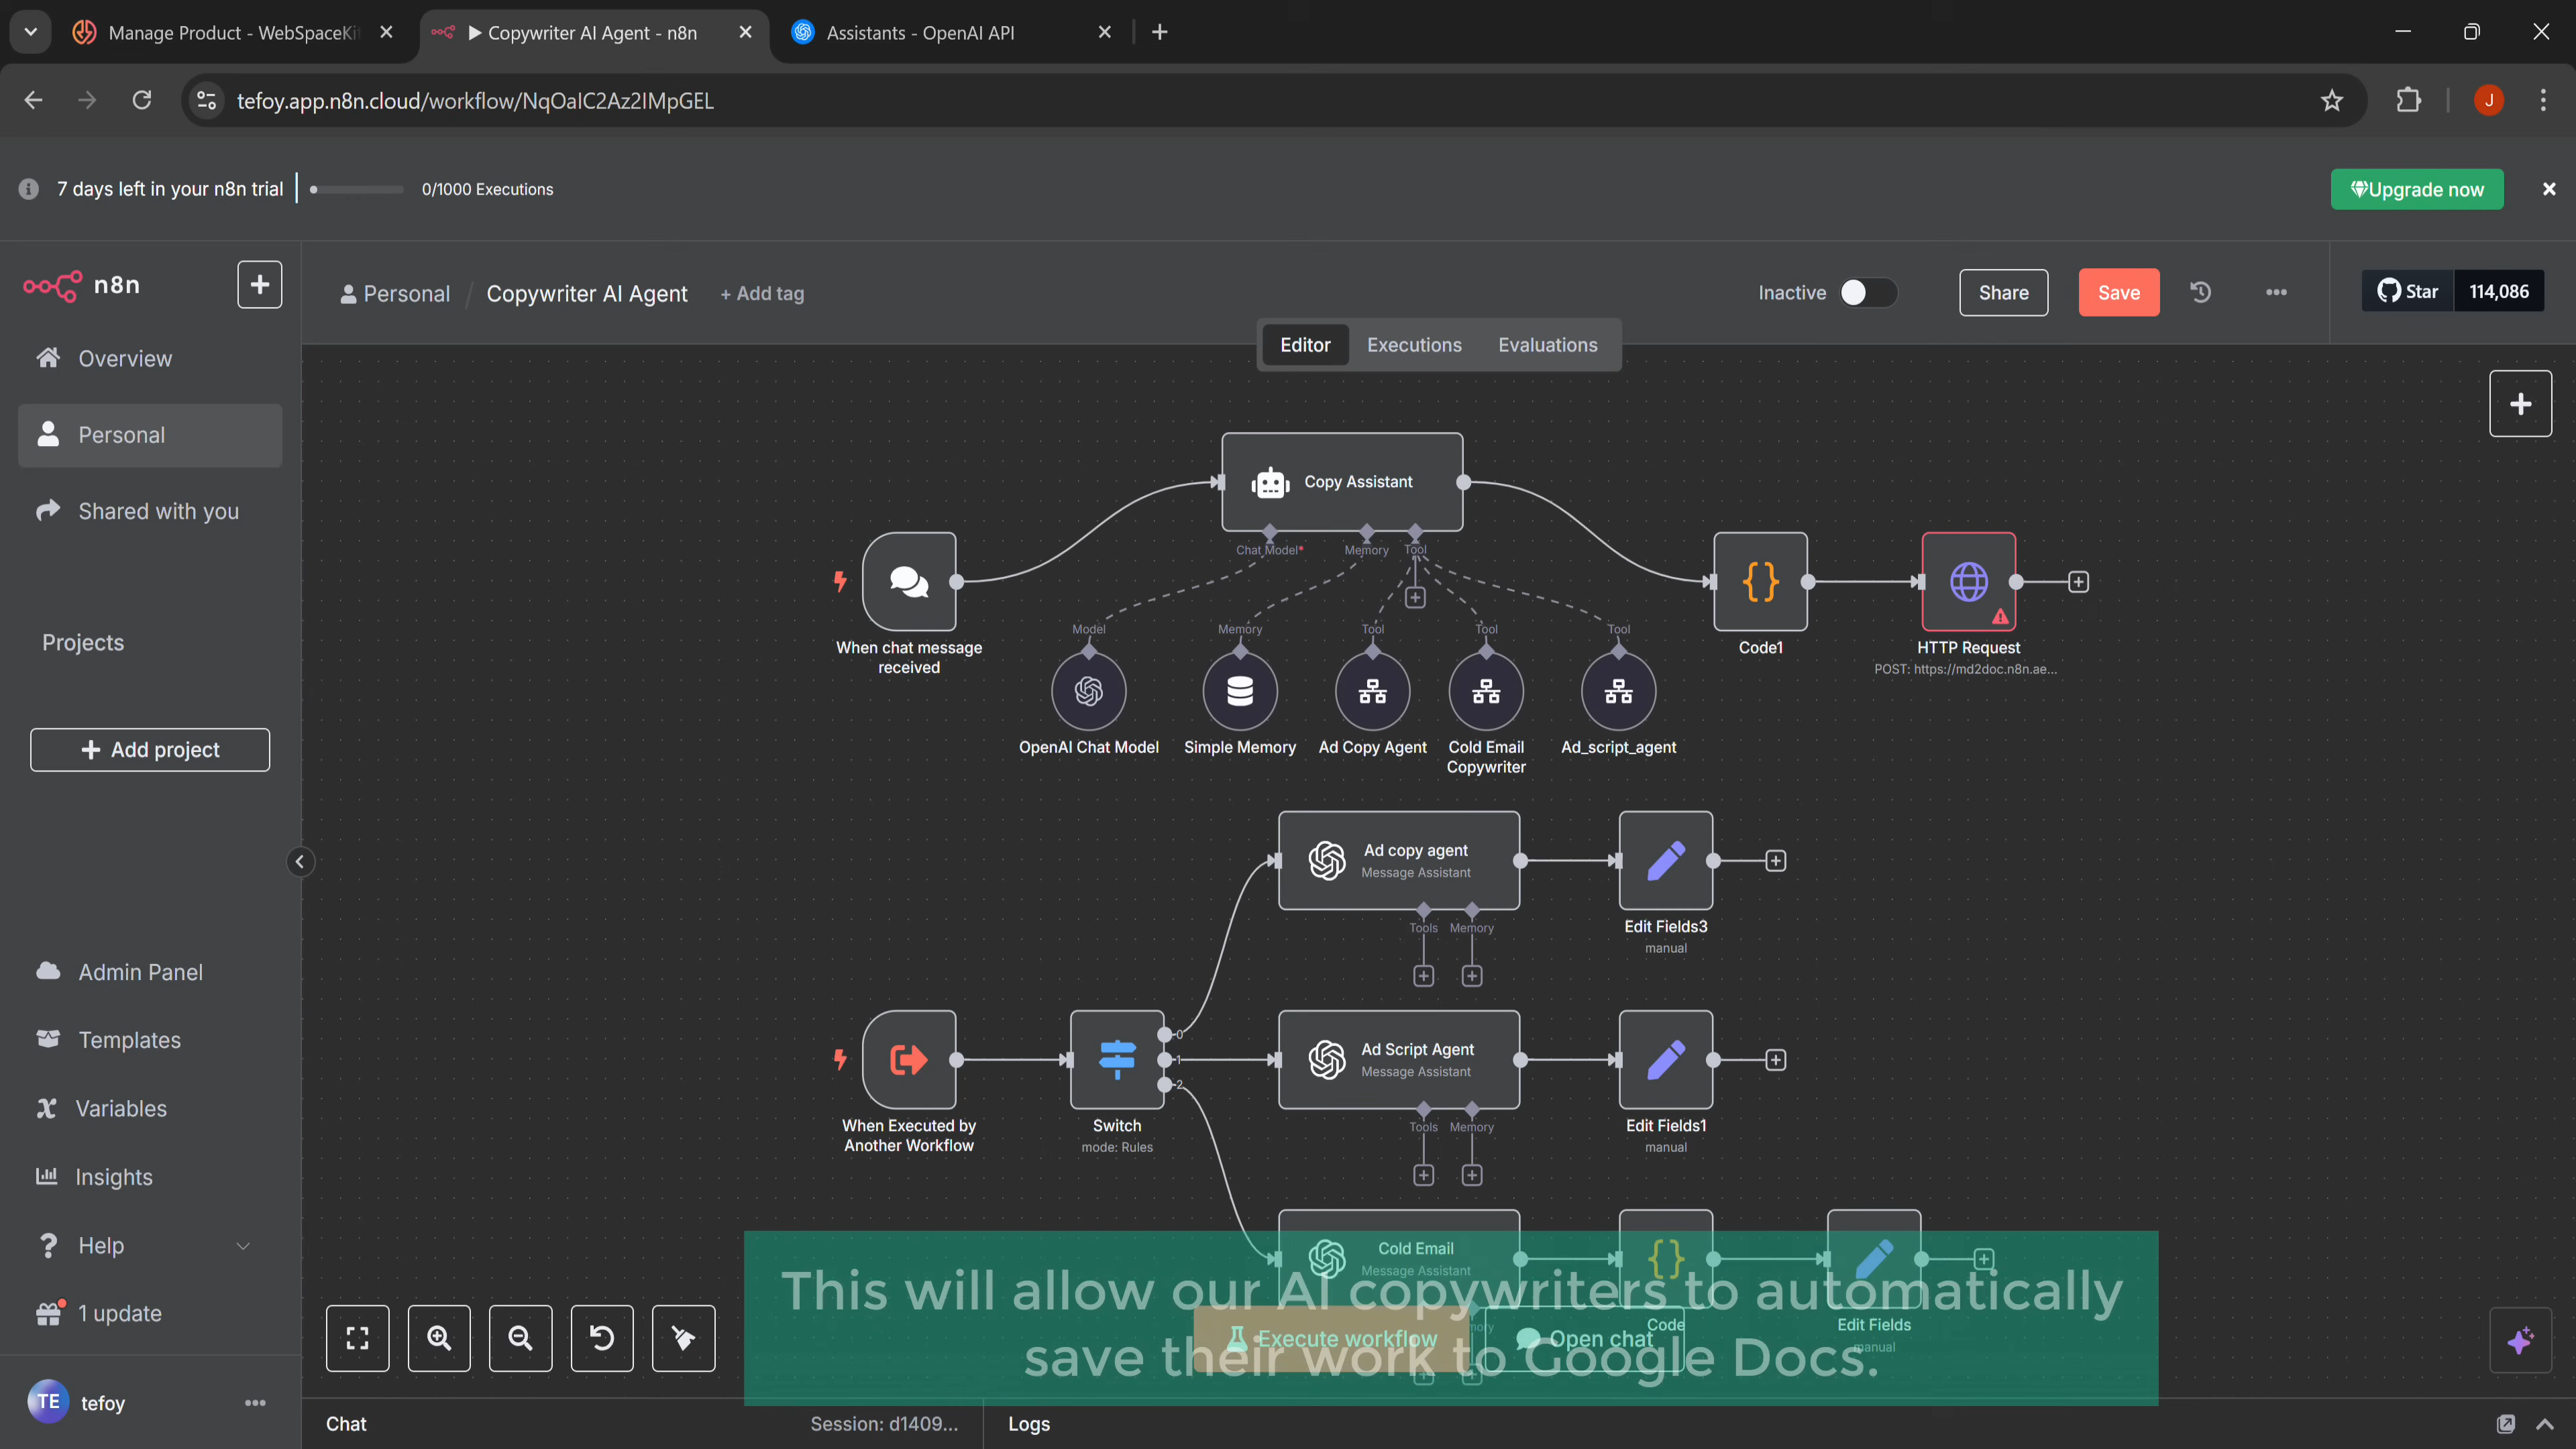 Manage Product - WebSpaceKi
▶ Copywriter AI Agent - n8n
Assistants - OpenAI API
tefoy.app.n8n.cloud/workflow/NqOaIC2Az2IMpGEL
J
7 days left in your n8n trial
0/1000 Executions
Upgrade now
n8n
Personal / Copywriter AI Agent + Add tag
Inactive
Share
Save
Star 114,086
Editor
Executions
Evaluations
Overview
Personal
Shared with you
Projects
+ Add project
Admin Panel
Templates
Variables
Insights
Help
1 update
TE tefoy
Copy Assistant
Chat Model*
Memory
Tool
When chat message
received
Model
Memory
Tool
Tool
Tool
OpenAI Chat Model
Simple Memory
Ad Copy Agent
Cold Email
Copywriter
Ad_script_agent
Code1
HTTP Request
POST: https://md2doc.n8n.ae...
Ad copy agent
Message Assistant
Tools
Memory
Edit Fields3
manual
When Executed by
Another Workflow
Switch
mode: Rules
0
1
2
Ad Script Agent
Message Assistant
Tools
Memory
Edit Fields1
manual
Cold Email
Message Assistant
Code
Edit Fields
manual
This will allow our AI copywriters to automatically
save their work to Google Docs.
Execute workflow
Open chat
Chat
Session: d1409...
Logs